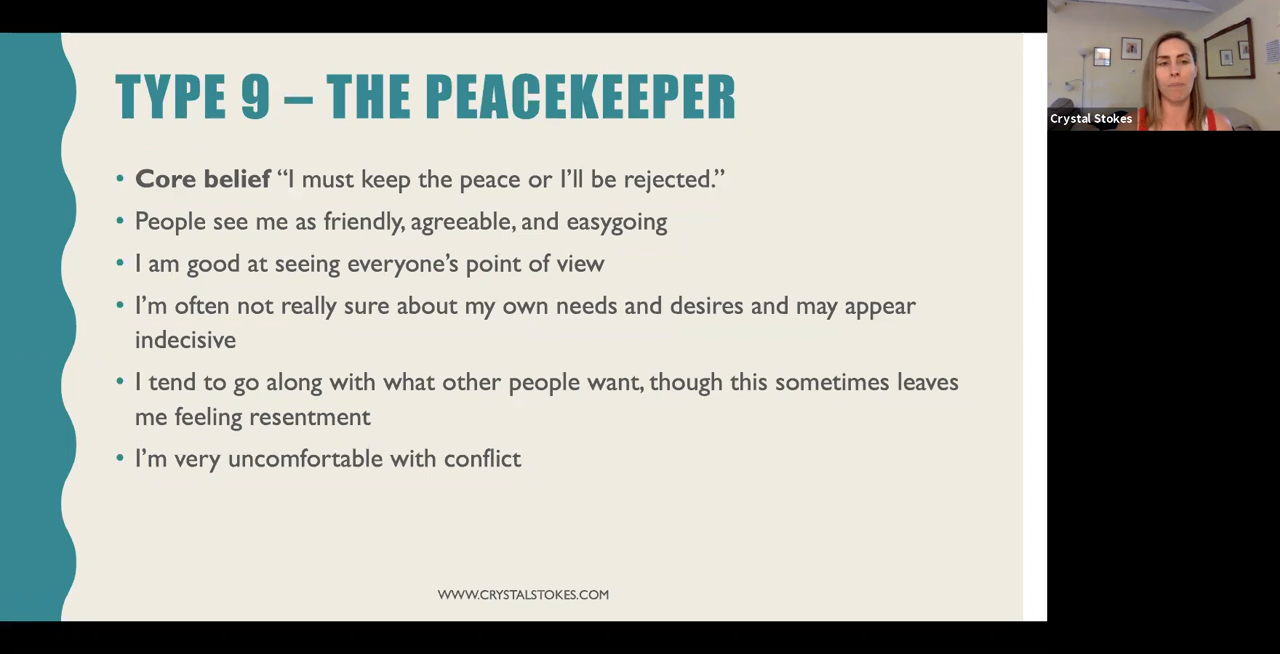 TYPE 9 – THE PEACEKEEPER
• Core belief “I must keep the peace or I’ll be rejected.”
• People see me as friendly, agreeable, and easygoing
• I am good at seeing everyone’s point of view
• I’m often not really sure about my own needs and desires and may appear
indecisive
• I tend to go along with what other people want, though this sometimes leaves
me feeling resentment
• I’m very uncomfortable with conflict
WWW.CRYSTALSTOKES.COM
Crystal Stokes